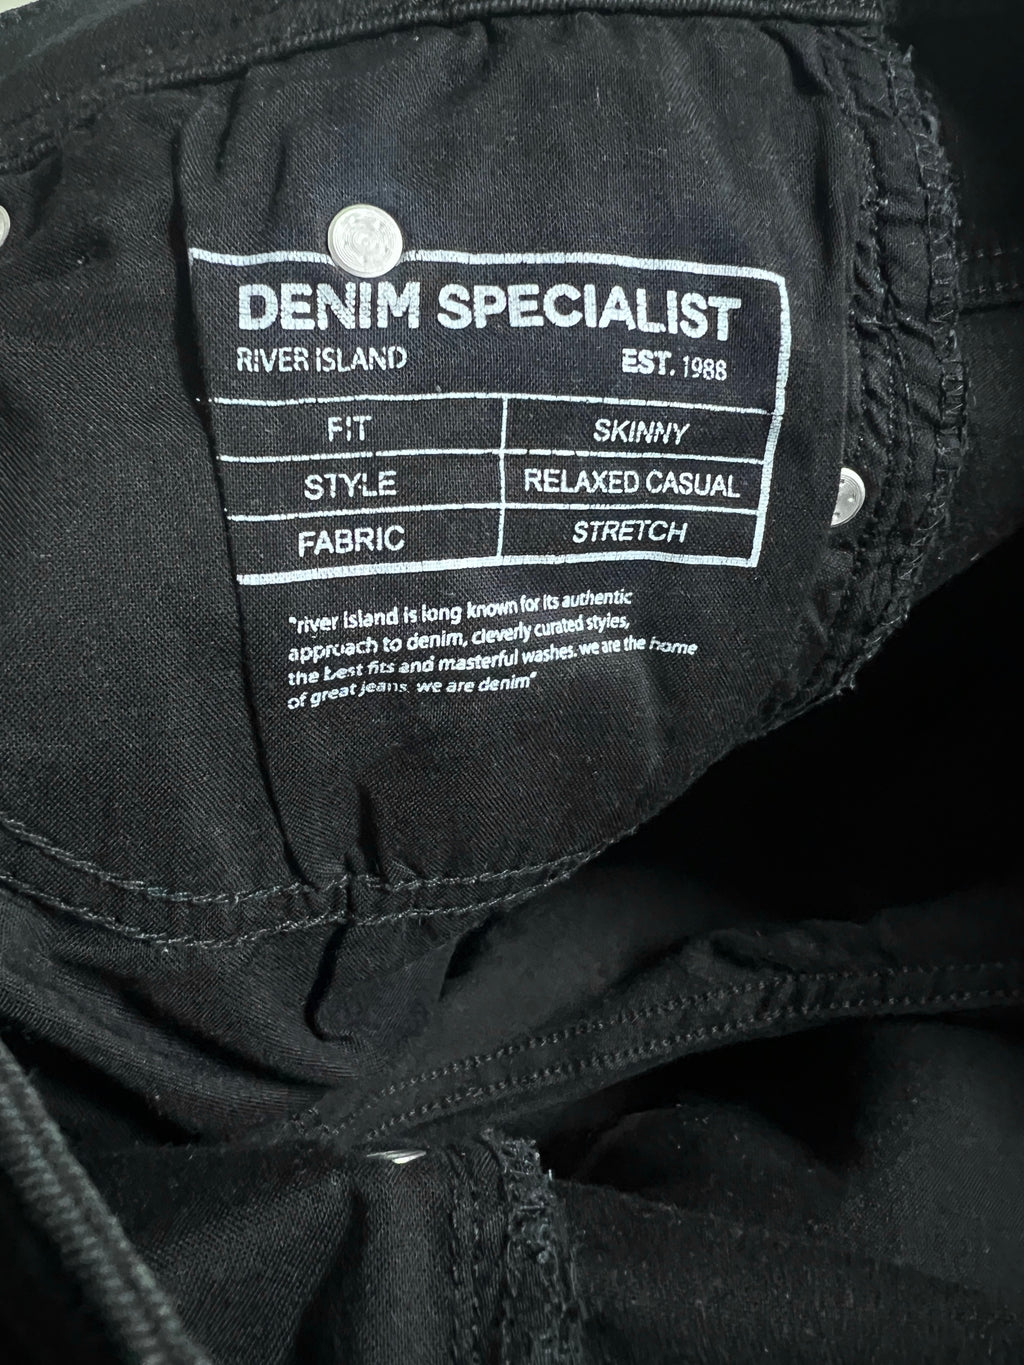 DENIM SPECIALIST
RIVER ISLAND EST. 1988
FIT SKINNY
STYLE RELAXED CASUAL
FABRIC STRETCH
"river island is long known for its authentic
approach to denim, cleverly curated styles,
the best fits and masterful washes. we are the home
of great jeans. we are denim"